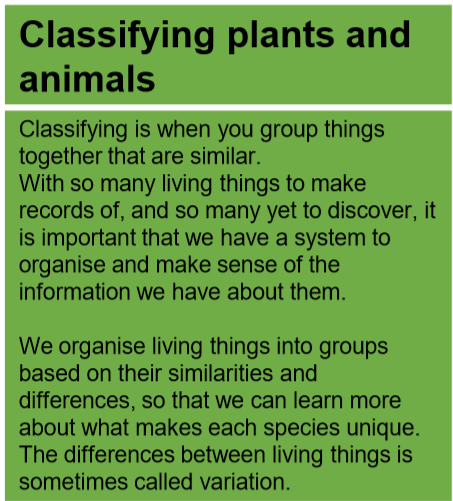 Classifying plants and
animals
Classifying is when you group things
together that are similar.
With so many living things to make
records of, and so many yet to discover, it
is important that we have a system to
organise and make sense of the
information we have about them.
We organise living things into groups
based on their similarities and
differences, so that we can learn more
about what makes each species unique.
The differences between living things is
sometimes called variation.